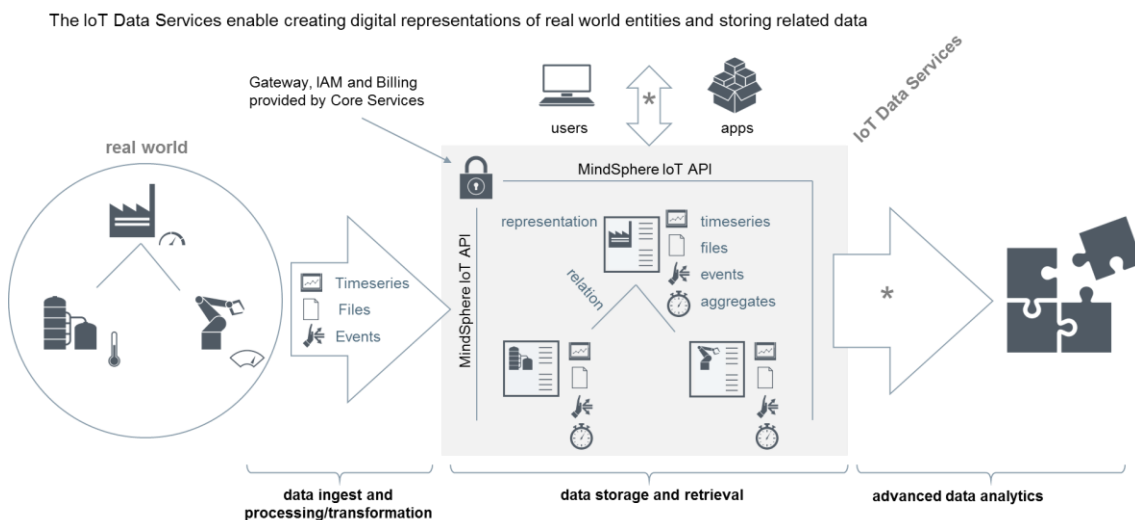 The IoT Data Services enable creating digital representations of real world entities and storing related data
Gateway, IAM and Billing
provided by Core Services
users
*
apps
IoT Data Services
real world
MindSphere IoT API
MindSphere IoT API
representation
timeseries
files
events
aggregates
relation
Timeseries
Files
Events
*
data ingest and
processing/transformation
data storage and retrieval
advanced data analytics